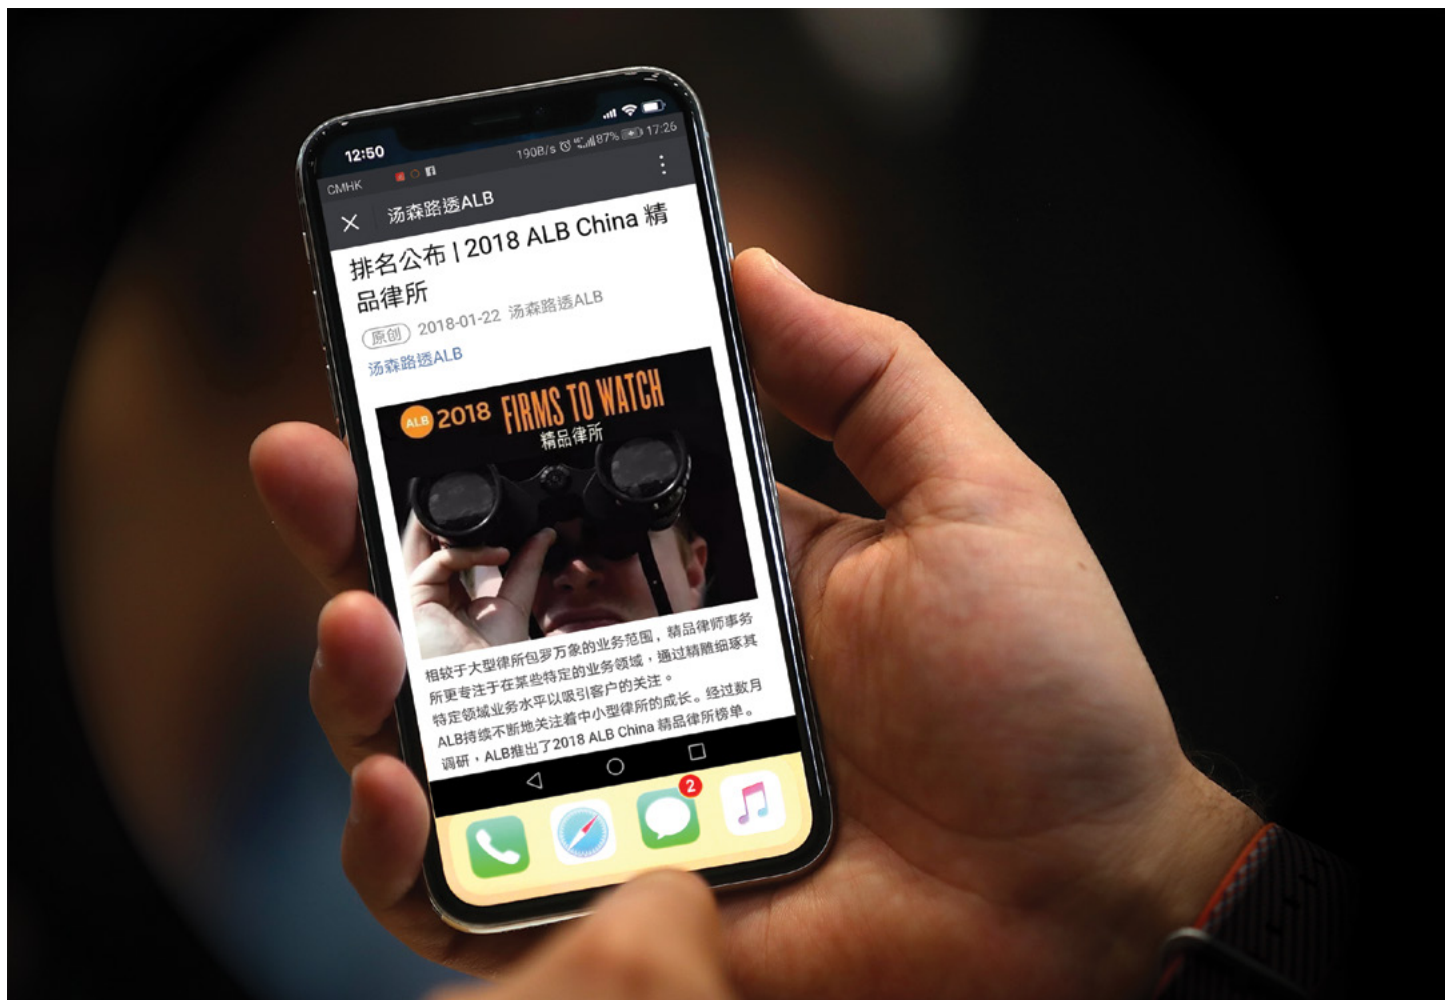 12:50
CMHK
190B/s 87% 17:26
汤森路透ALB
排名公布 | 2018 ALB China 精
品律所
原创 2018-01-22 汤森路透ALB
汤森路透ALB
ALB 2018 FIRMS TO WATCH
精品律所
相较于大型律所包罗万象的业务范围，精品律师事务
所更专注于在某些特定的业务领域，通过精雕细琢其
特定领域业务水平以吸引客户的关注。
ALB持续不断地关注着中小型律所的成长。经过数月
调研，ALB推出了2018 ALB China 精品律所榜单。
2